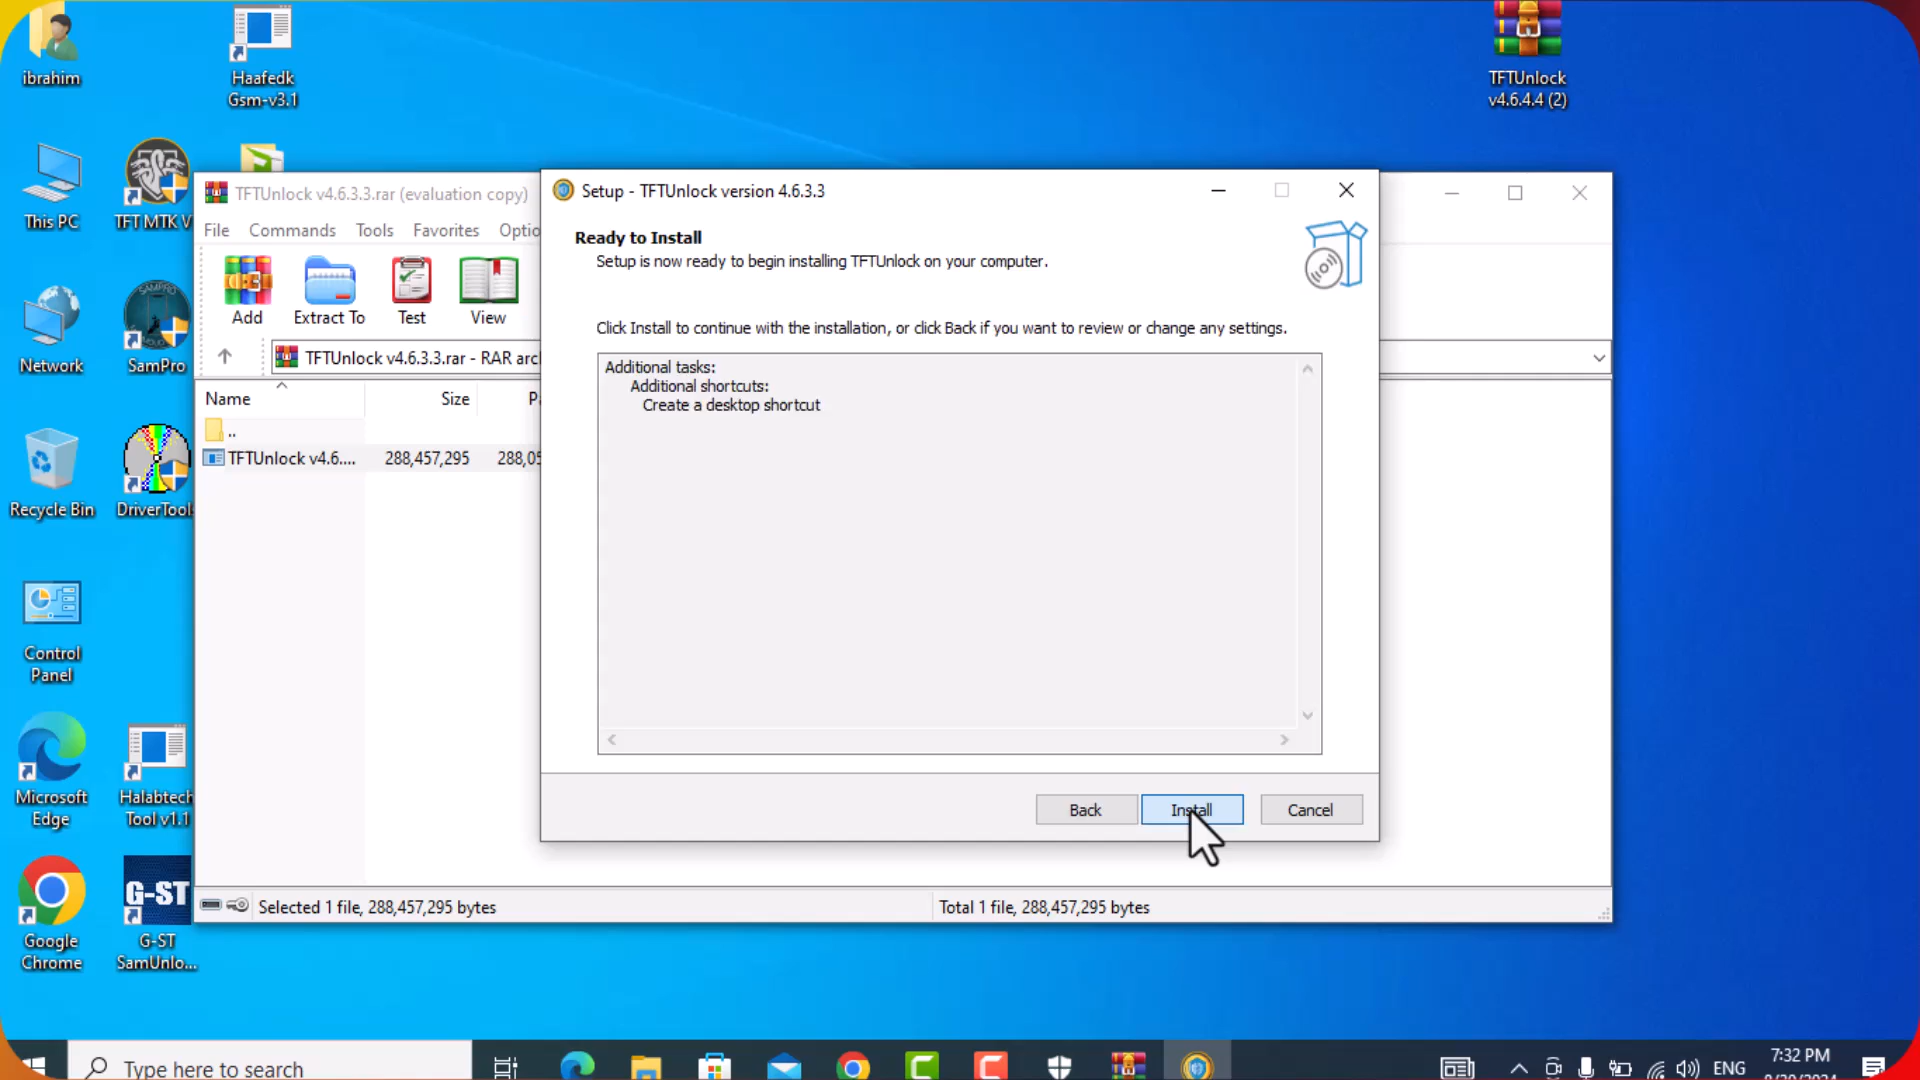 ibrahim
Haafedk
Gsm-v3.1
TFTUnlock
v4.6.4.4 (2)
This PC
TFT MTK V
Network
SamPro
Recycle Bin
DriverTool
Control
Panel
Microsoft
Edge
Halabtech
Tool v1.1
Google
Chrome
G-ST
G-ST
SamUnlo...
TFTUnlock v4.6.3.3.rar (evaluation copy)
File Commands Tools Favorites Optio
Add Extract To Test View
TFTUnlock v4.6.3.3.rar - RAR arc
Name Size Pa
..
TFTUnlock v4.6.... 288,457,295 288,05
Selected 1 file, 288,457,295 bytes
Total 1 file, 288,457,295 bytes
Setup - TFTUnlock version 4.6.3.3
Ready to Install
Setup is now ready to begin installing TFTUnlock on your computer.
Click Install to continue with the installation, or click Back if you want to review or change any settings.
Additional tasks:
Additional shortcuts:
Create a desktop shortcut
Back Install Cancel
Type here to search
ENG
7:32 PM